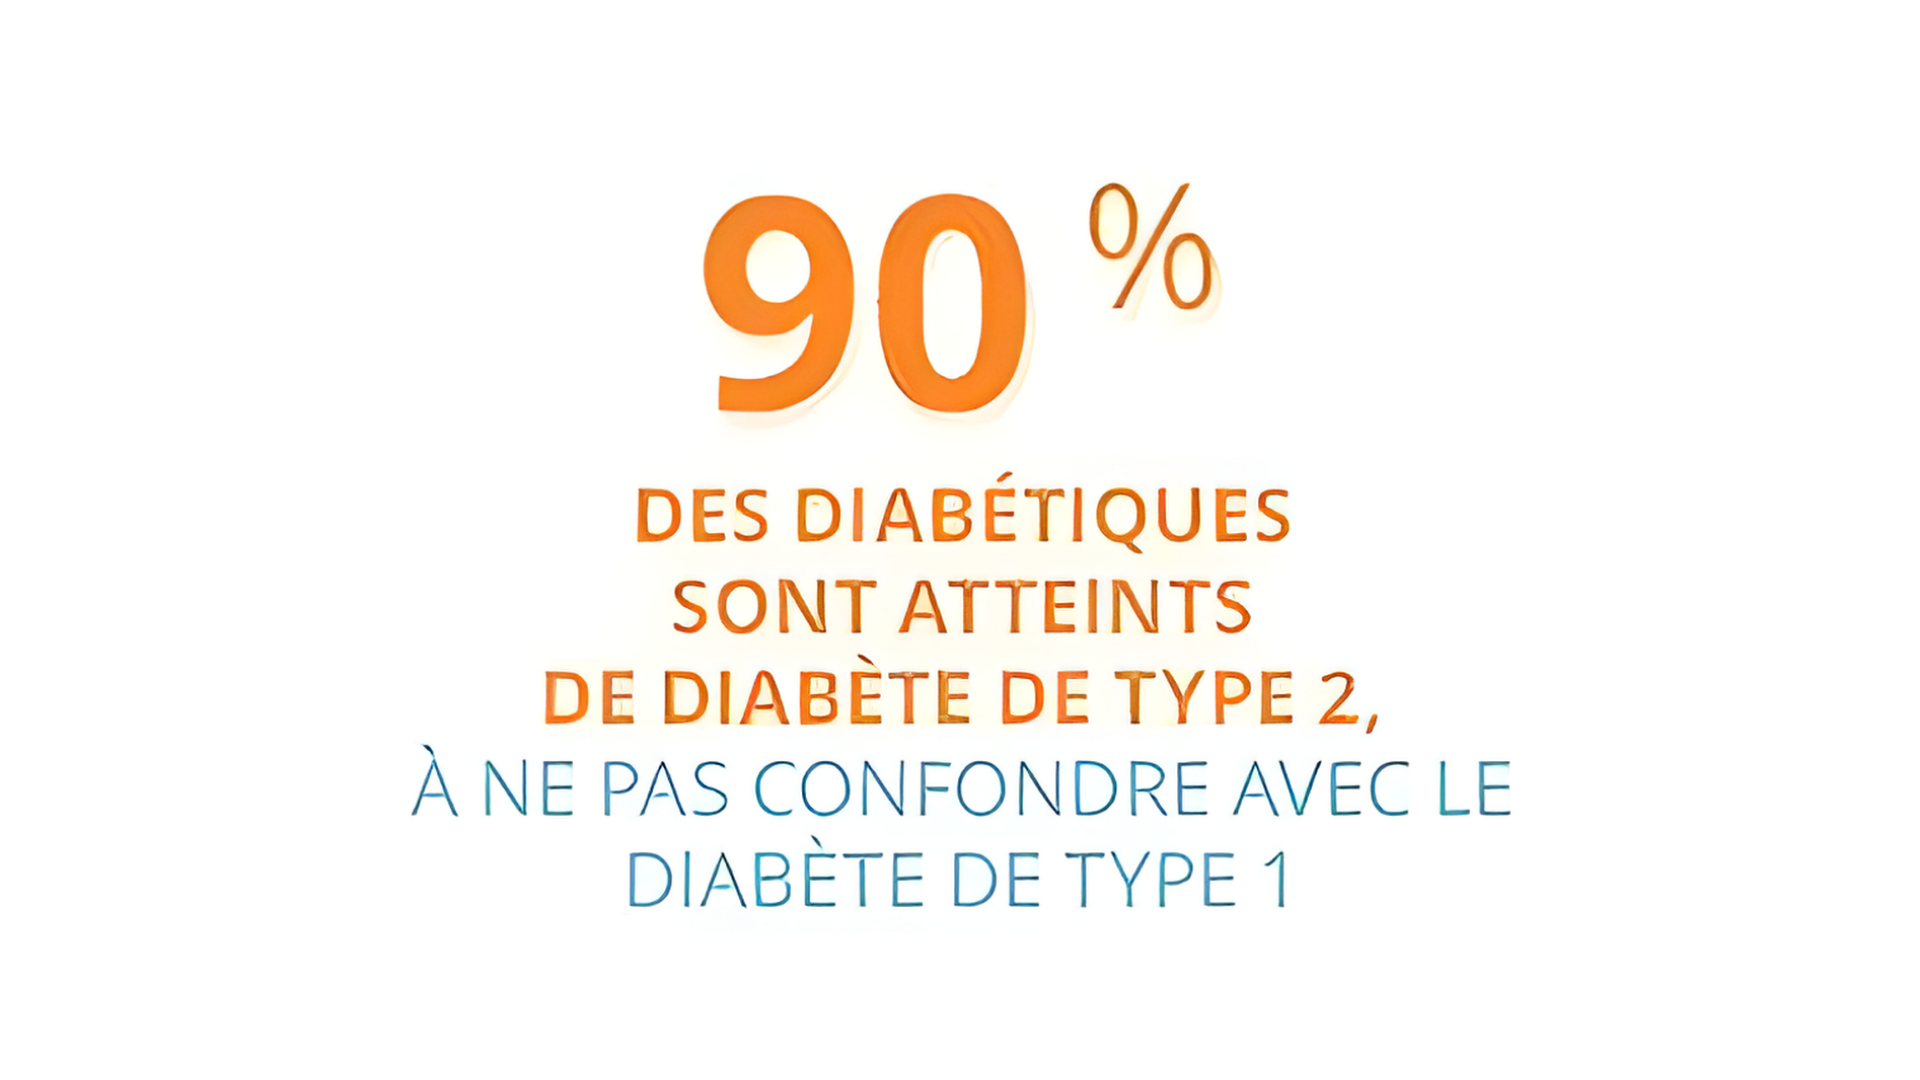 90 %
DES DIABÉTIQUES
SONT ATTEINTS
DE DIABÈTE DE TYPE 2,
À NE PAS CONFONDRE AVEC LE
DIABÈTE DE TYPE 1